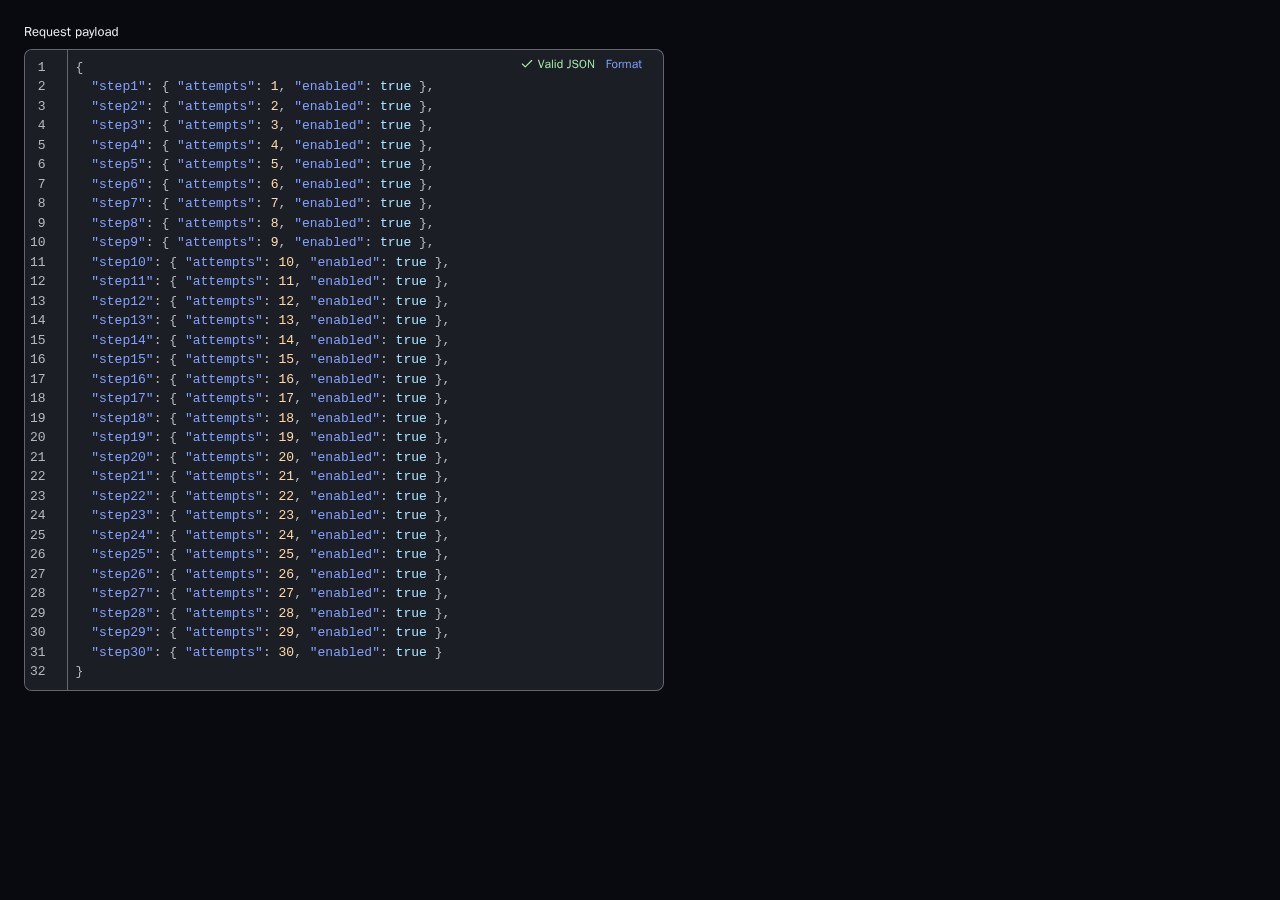 Request payload
Valid JSON Format
1 {
2 "step1": { "attempts": 1, "enabled": true },
3 "step2": { "attempts": 2, "enabled": true },
4 "step3": { "attempts": 3, "enabled": true },
5 "step4": { "attempts": 4, "enabled": true },
6 "step5": { "attempts": 5, "enabled": true },
7 "step6": { "attempts": 6, "enabled": true },
8 "step7": { "attempts": 7, "enabled": true },
9 "step8": { "attempts": 8, "enabled": true },
10 "step9": { "attempts": 9, "enabled": true },
11 "step10": { "attempts": 10, "enabled": true },
12 "step11": { "attempts": 11, "enabled": true },
13 "step12": { "attempts": 12, "enabled": true },
14 "step13": { "attempts": 13, "enabled": true },
15 "step14": { "attempts": 14, "enabled": true },
16 "step15": { "attempts": 15, "enabled": true },
17 "step16": { "attempts": 16, "enabled": true },
18 "step17": { "attempts": 17, "enabled": true },
19 "step18": { "attempts": 18, "enabled": true },
20 "step19": { "attempts": 19, "enabled": true },
21 "step20": { "attempts": 20, "enabled": true },
22 "step21": { "attempts": 21, "enabled": true },
23 "step22": { "attempts": 22, "enabled": true },
24 "step23": { "attempts": 23, "enabled": true },
25 "step24": { "attempts": 24, "enabled": true },
26 "step25": { "attempts": 25, "enabled": true },
27 "step26": { "attempts": 26, "enabled": true },
28 "step27": { "attempts": 27, "enabled": true },
29 "step28": { "attempts": 28, "enabled": true },
30 "step29": { "attempts": 29, "enabled": true },
31 "step30": { "attempts": 30, "enabled": true }
32 }